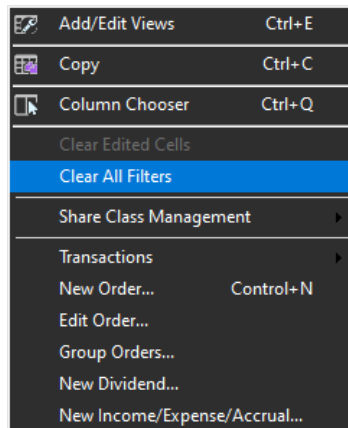 Add/Edit Views Ctrl+E
Copy Ctrl+C
Column Chooser Ctrl+Q
Clear Edited Cells
Clear All Filters
Share Class Management
Transactions
New Order... Control+N
Edit Order...
Group Orders...
New Dividend...
New Income/Expense/Accrual...